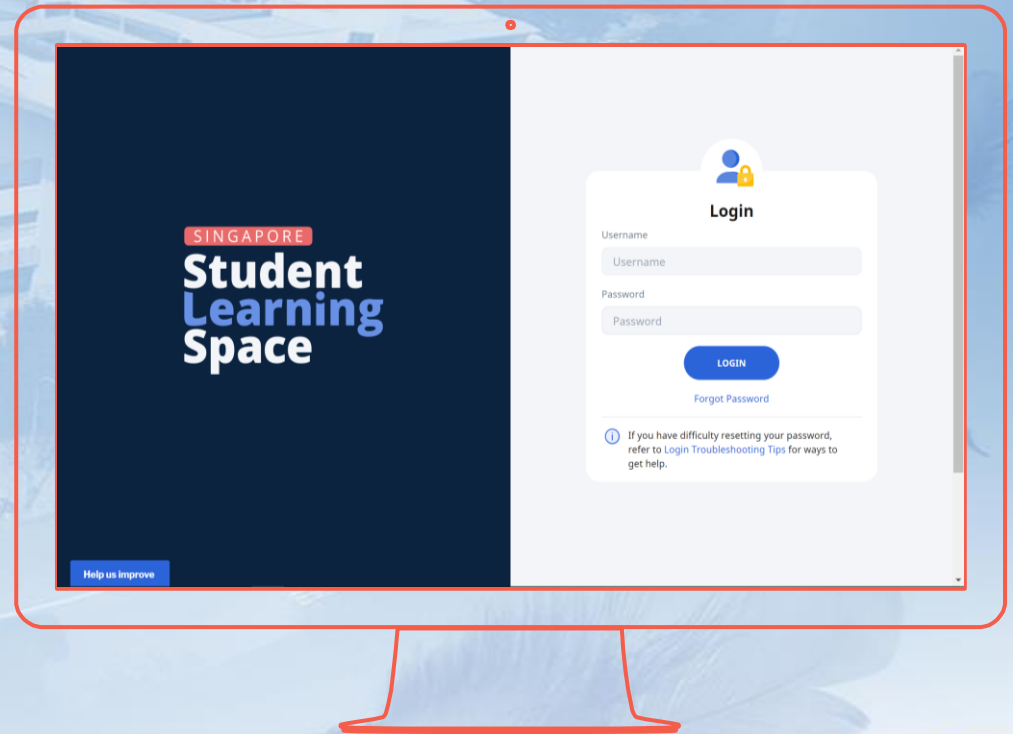 SINGAPORE
Student
Learning
Space
Help us improve
Login
Username
Username
Password
Password
LOGIN
Forgot Password
If you have difficulty resetting your password,
refer to Login Troubleshooting Tips for ways to
get help.